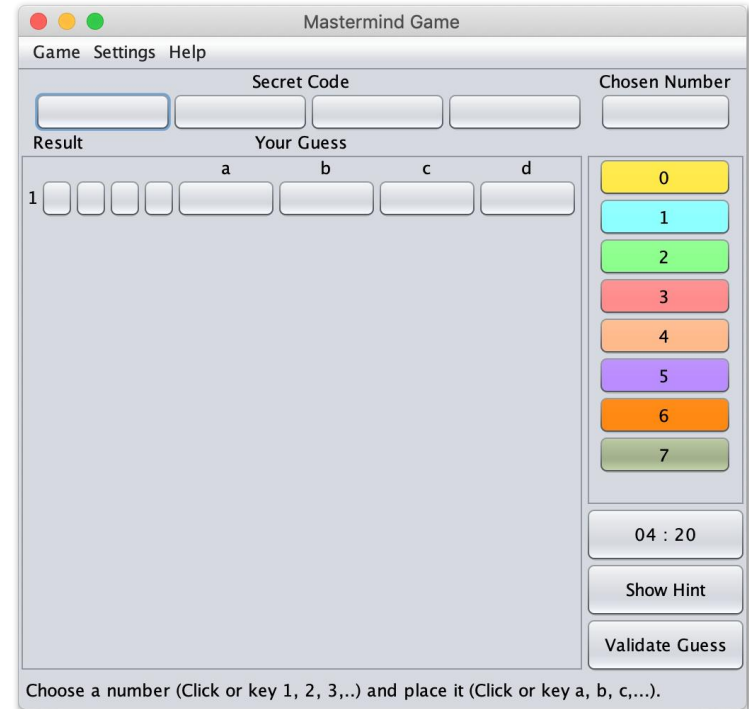 Mastermind Game
Game Settings Help
Secret Code Chosen Number
Result Your Guess
a b c d
1
0
1
2
3
4
5
6
7
04 : 20
Show Hint
Validate Guess
Choose a number (Click or key 1, 2, 3,..) and place it (Click or key a, b, c,...).